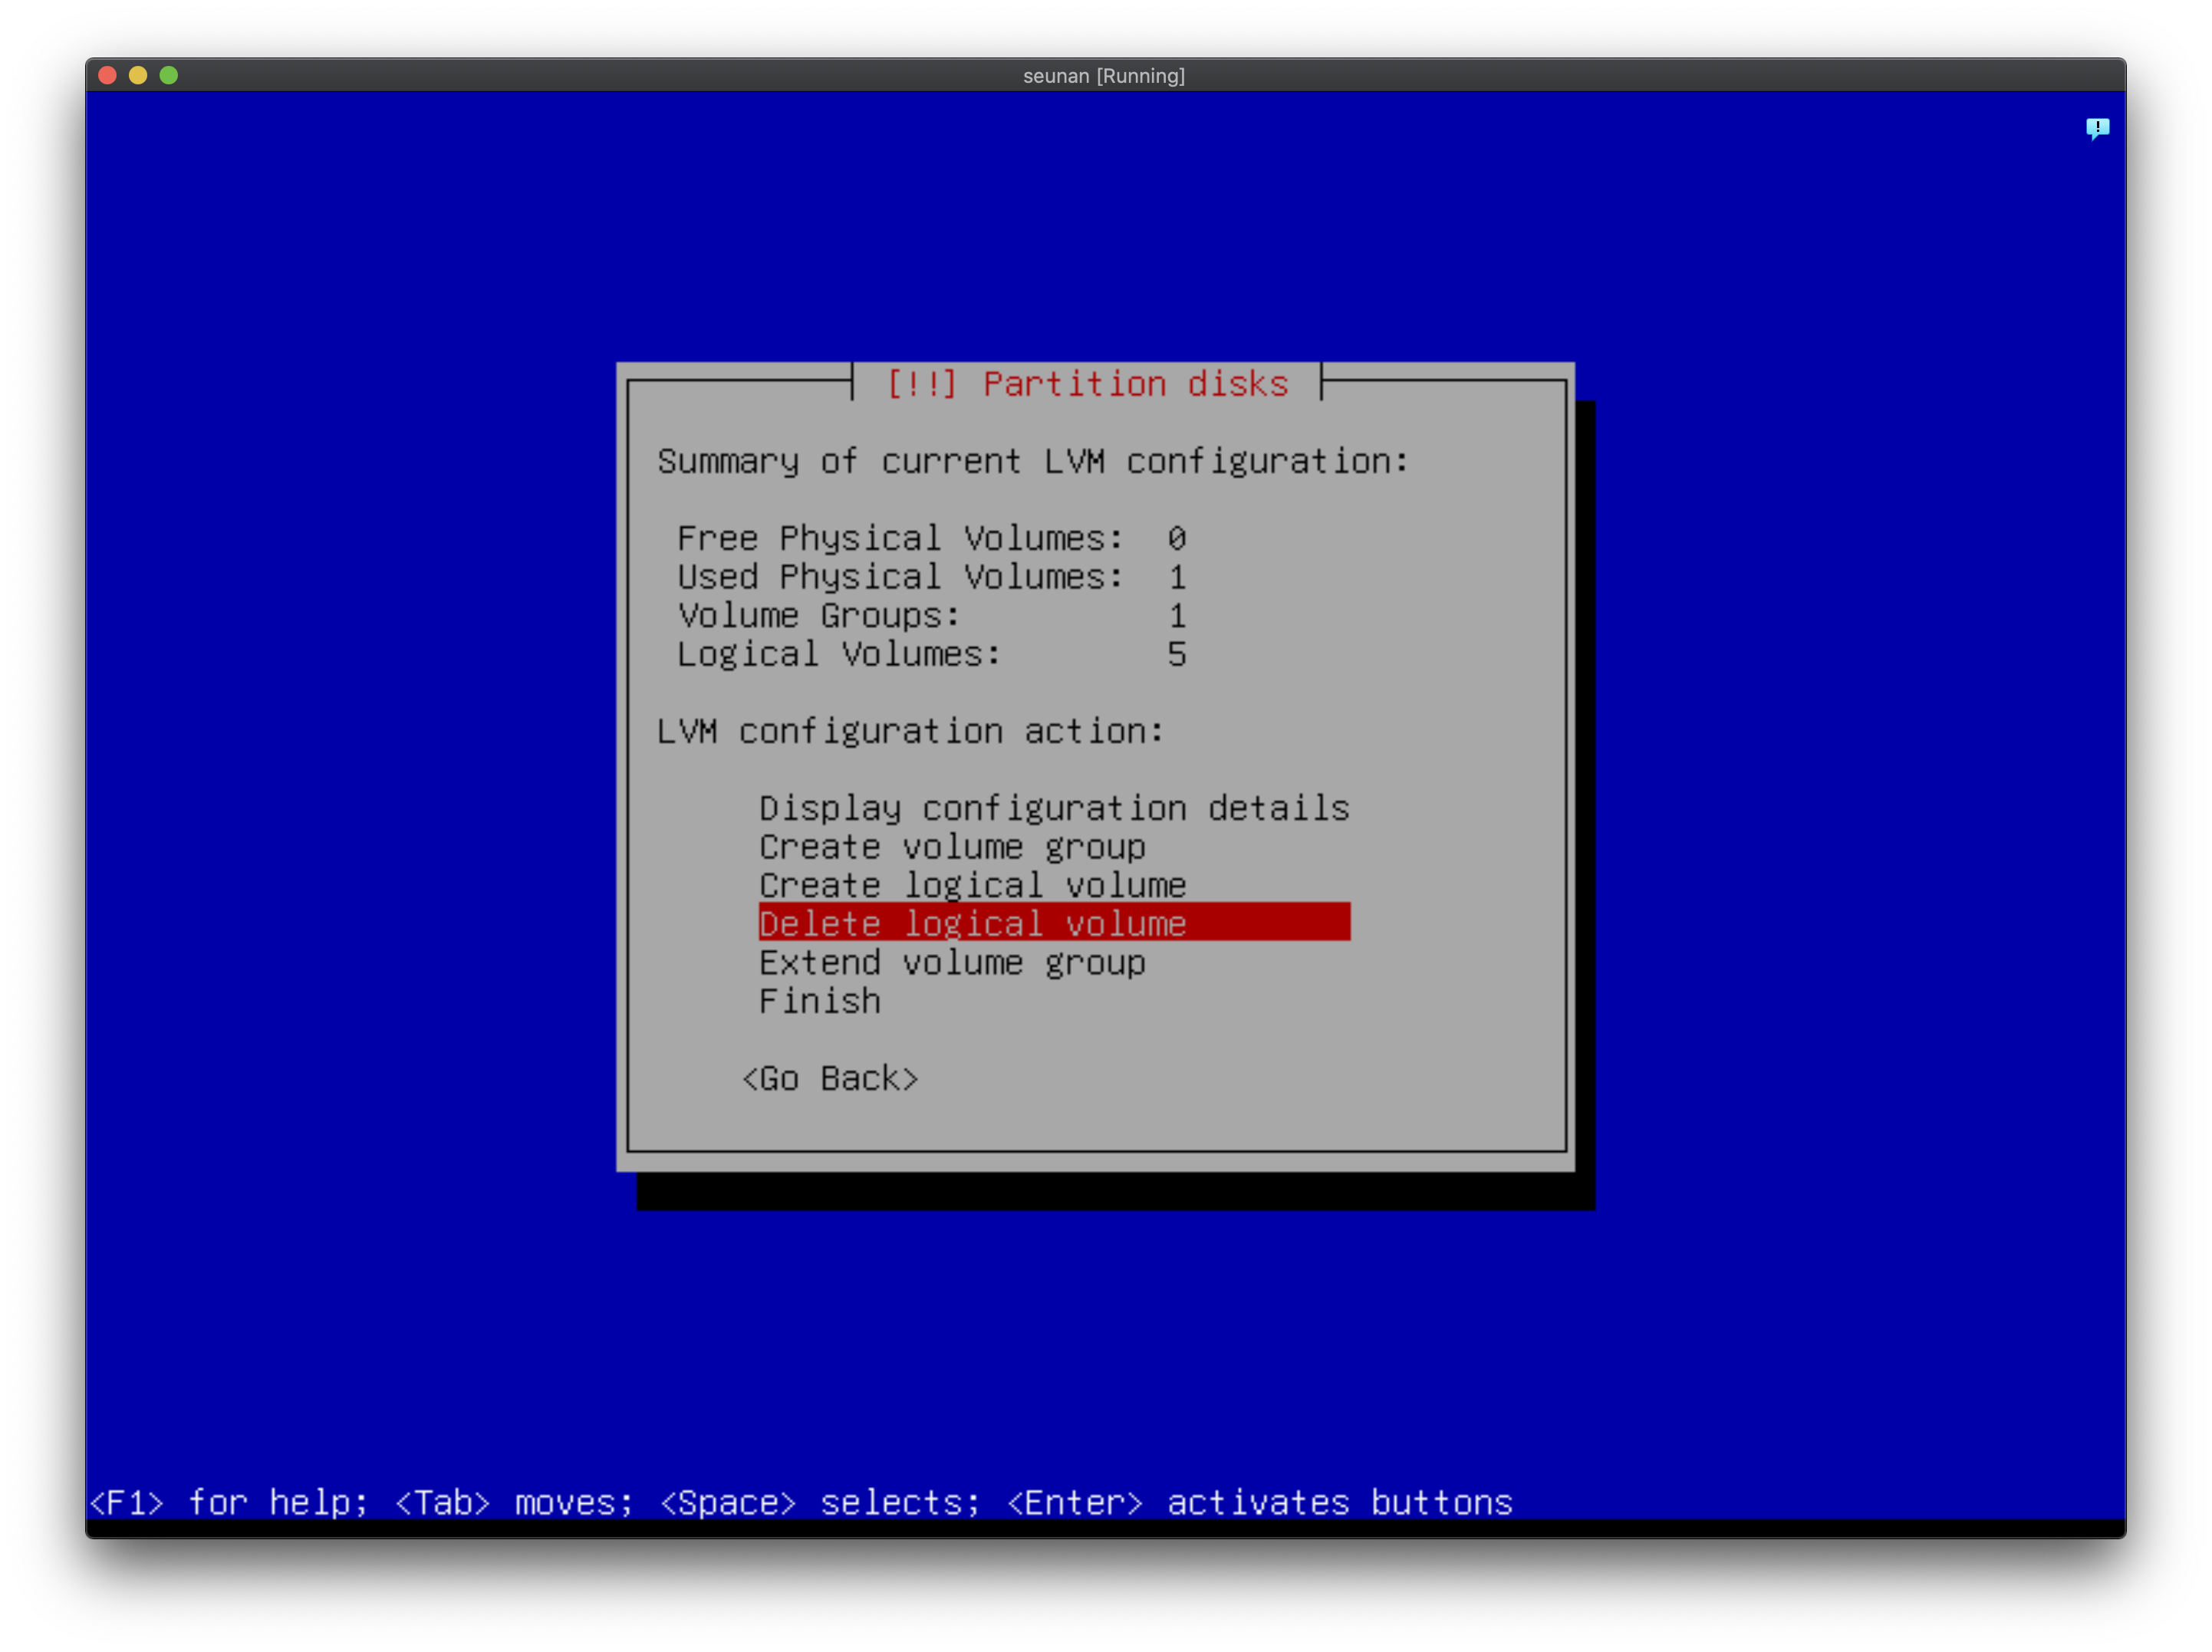 seunan [Running]
[!!] Partition disks
Summary of current LVM configuration:
Free Physical Volumes: 0
Used Physical Volumes: 1
Volume Groups: 1
Logical Volumes: 5
LVM configuration action:
Display configuration details
Create volume group
Create logical volume
Delete logical volume
Extend volume group
Finish
<Go Back>
<F1> for help; <Tab> moves; <Space> selects; <Enter> activates buttons